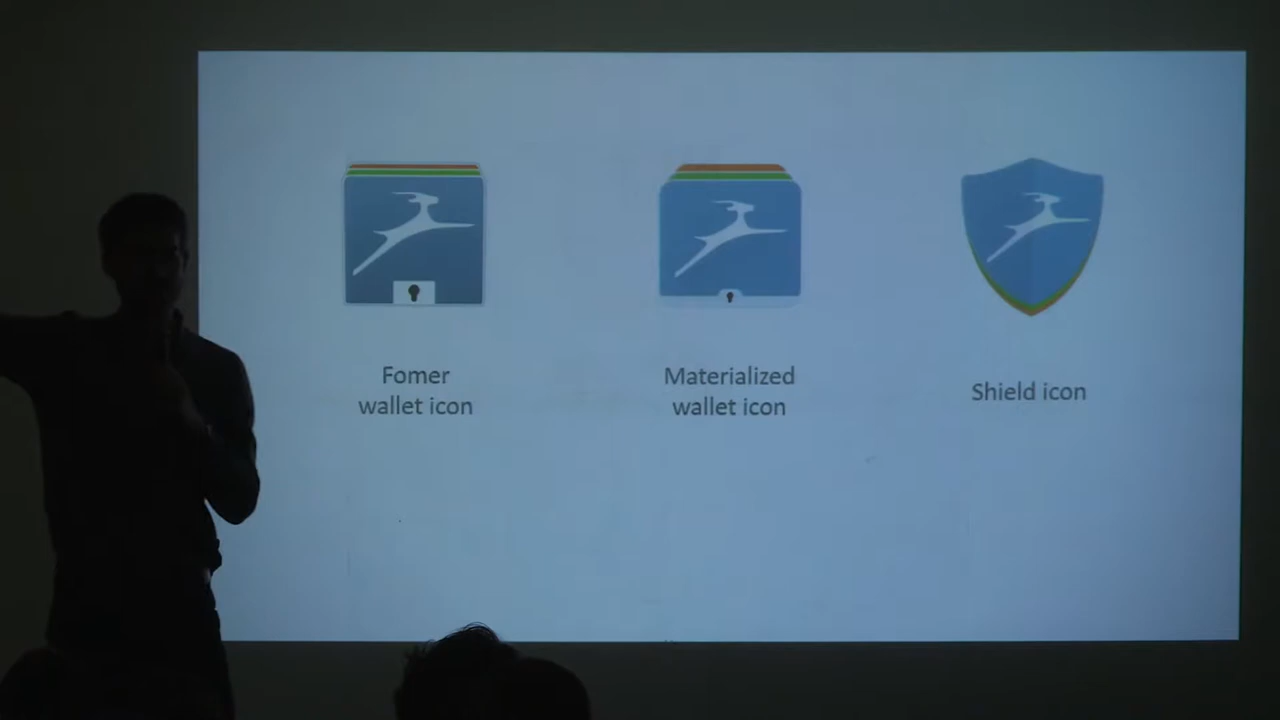 Fomer
wallet icon
Materialized
wallet icon
Shield icon